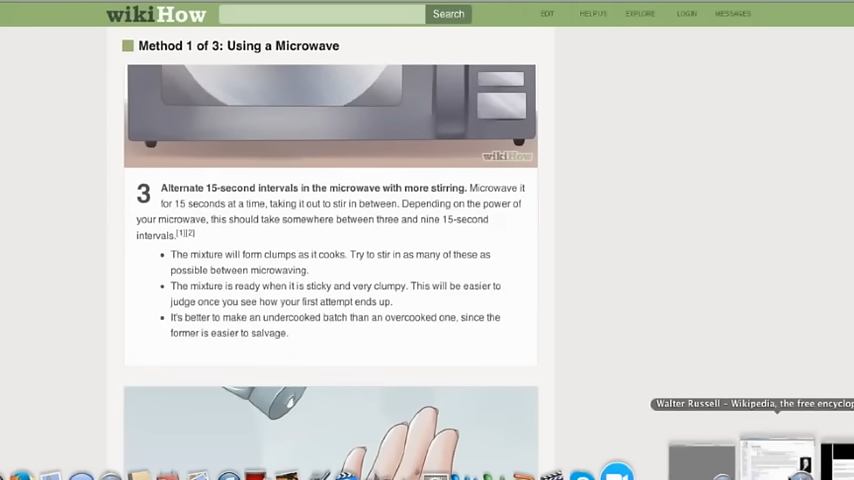 wikiHow
Search
EDIT
HELP US
EXPLORE
LOGIN
MESSAGES
Method 1 of 3: Using a Microwave
wikiHow
3 Alternate 15-second intervals in the microwave with more stirring. Microwave it
for 15 seconds at a time, taking it out to stir in between. Depending on the power of
your microwave, this should take somewhere between three and nine 15-second
intervals.[1][2]
• The mixture will form clumps as it cooks. Try to stir in as many of these as
possible between microwaving.
• The mixture is ready when it is sticky and very clumpy. This will be easier to
judge once you see how your first attempt ends up.
• It's better to make an undercooked batch than an overcooked one, since the
former is easier to salvage.
Walter Russell – Wikipedia, the free encyclop